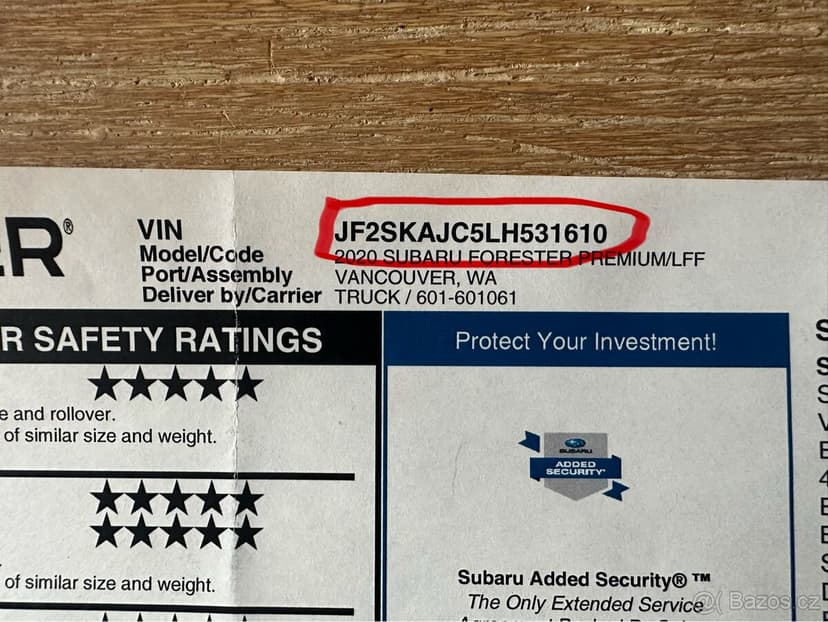 ER®
VIN JF2SKAJC5LH531610
Model/Code 2020 SUBARU FORESTER PREMIUM/LFF
Port/Assembly VANCOUVER, WA
Deliver by/Carrier TRUCK / 601-601061
R SAFETY RATINGS
★★★★★
e and rollover.
of similar size and weight.
★★★★★
★★★★★
of similar size and weight.
Protect Your Investment!
SUBARU
ADDED
SECURITY®
Subaru Added Security® ™
The Only Extended Service
Bazos.cz